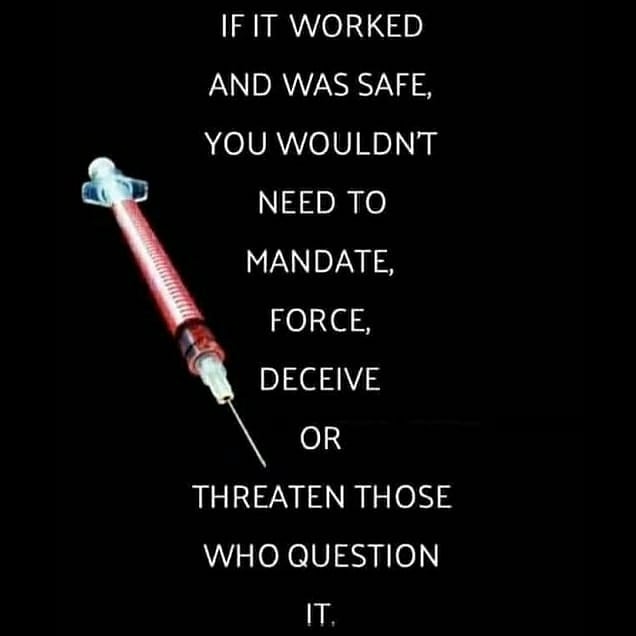 IF IT WORKED
AND WAS SAFE,
YOU WOULDN'T
NEED TO
MANDATE,
FORCE,
DECEIVE
OR
THREATEN THOSE
WHO QUESTION
IT.